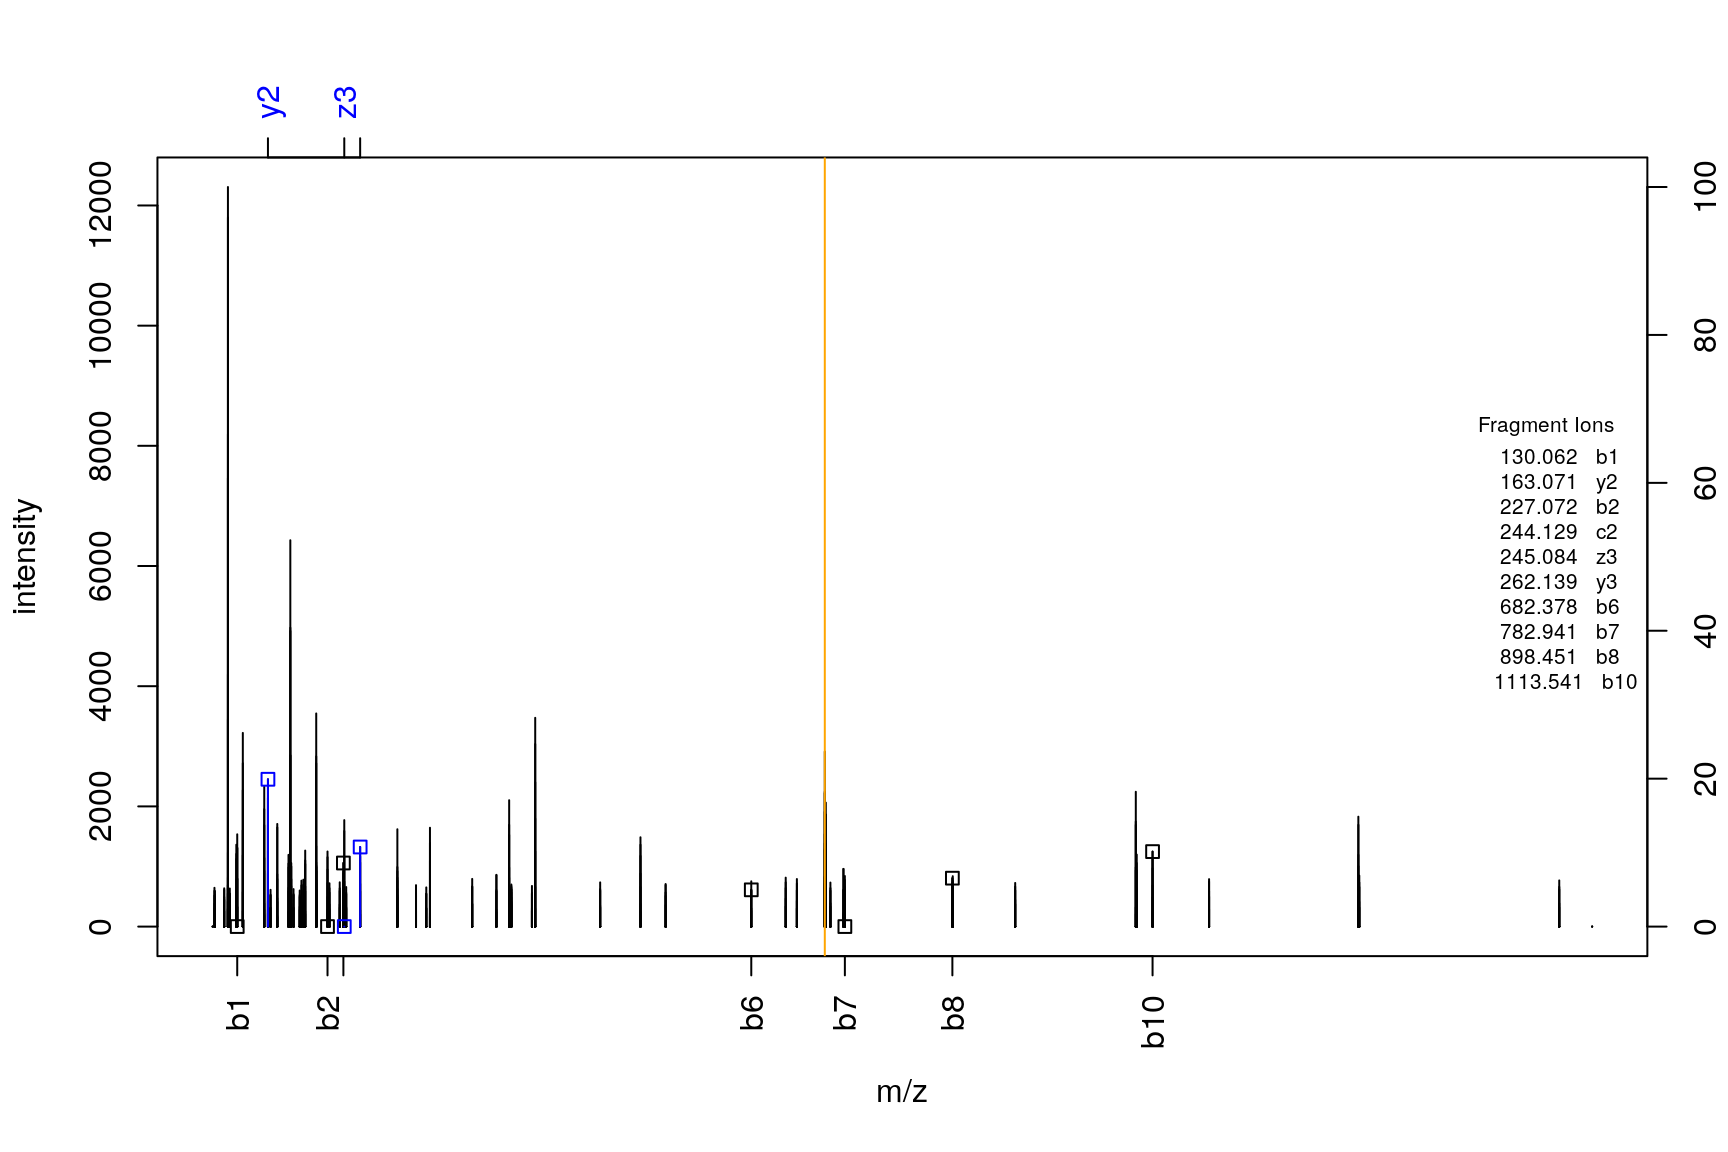 y2 z3
12000
10000
8000
6000
4000
2000
0
intensity
100
80
60
40
20
0
Fragment Ions
130.062 b1
163.071 y2
227.072 b2
244.129 c2
245.084 z3
262.139 y3
682.378 b6
782.941 b7
898.451 b8
1113.541 b10
b1 b2 b6 b7 b8 b10
m/z